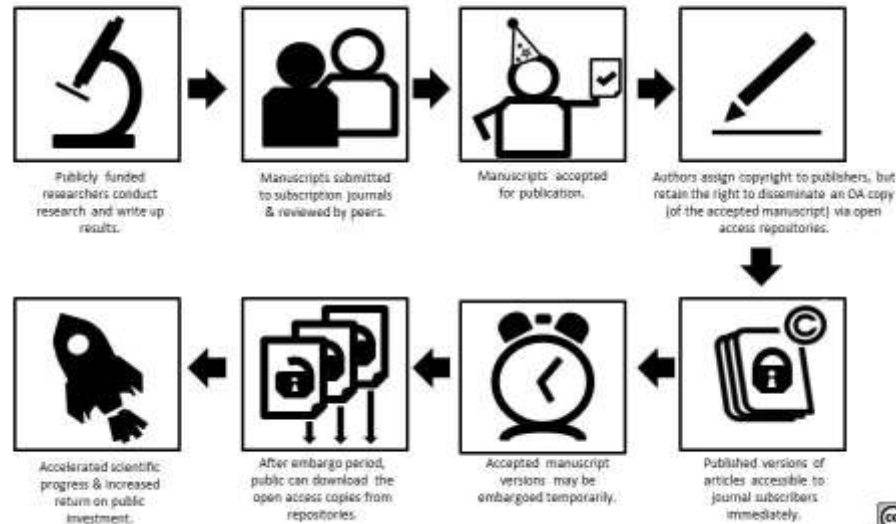 Publicly funded
researchers conduct
research and write up
results.
Manuscripts submitted
to subscription journals
& reviewed by peers.
Manuscripts accepted
for publication.
Authors assign copyright to publishers, but
retain the right to disseminate an OA copy
(of the accepted manuscript) via open
access repositories.
©
Published versions of
articles accessible to
journal subscribers
immediately.
Accepted manuscript
versions may be
embargoed temporarily.
After embargo period,
public can download the
open access copies from
repositories.
Accelerated scientific
progress & increased
return on public
investment.